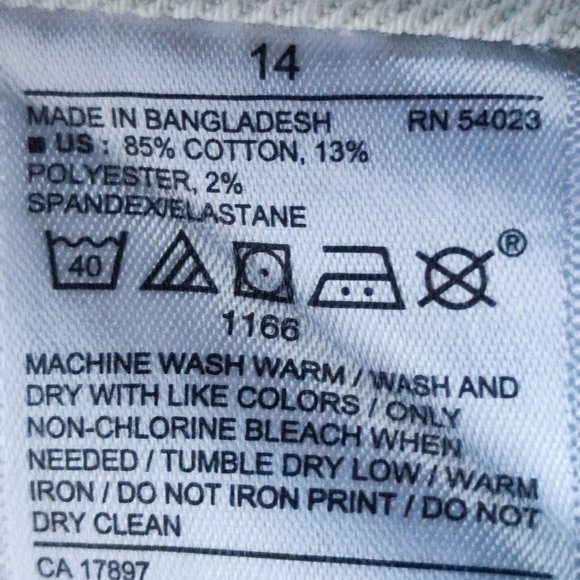 14
MADE IN BANGLADESH RN 54023
US : 85% COTTON, 13%
POLYESTER, 2%
SPANDEX/ELASTANE
40 ®
1166
MACHINE WASH WARM / WASH AND
DRY WITH LIKE COLORS / ONLY
NON-CHLORINE BLEACH WHEN
NEEDED / TUMBLE DRY LOW / WARM
IRON / DO NOT IRON PRINT / DO NOT
DRY CLEAN
CA 17897